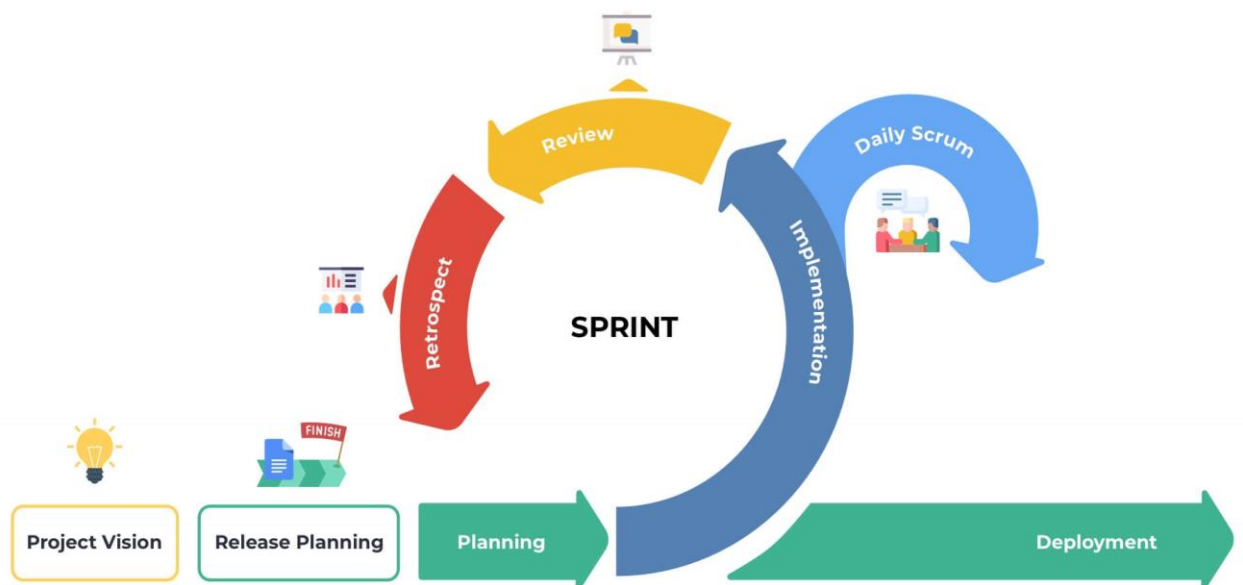 Review
Daily Scrum
Implementation
Retrospect
SPRINT
FINISH
Project Vision
Release Planning
Planning
Deployment